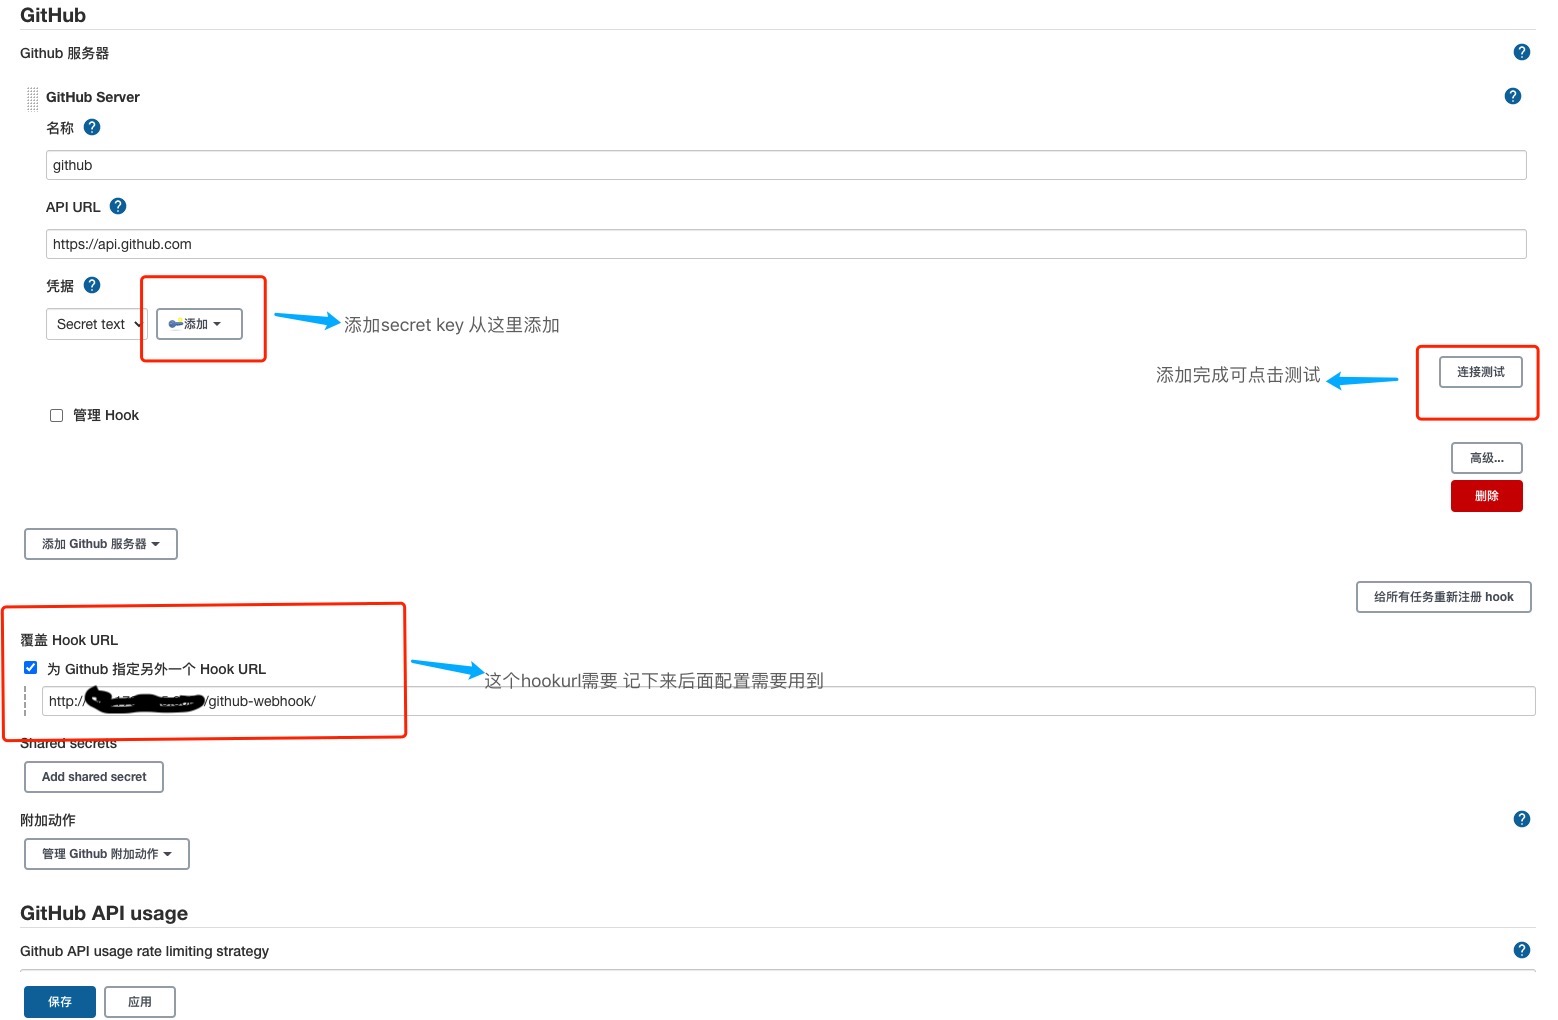 GitHub
Github 服务器
GitHub Server
名称
github
API URL
https://api.github.com
凭据
Secret text
添加
添加secret key 从这里添加
添加完成可点击测试
连接测试
管理 Hook
高级...
删除
添加 Github 服务器
给所有任务重新注册 hook
覆盖 Hook URL
为 Github 指定另外一个 Hook URL
这个hookurl需要 记下来后面配置需要用到
http:// /github-webhook/
Shared secrets
Add shared secret
附加动作
管理 Github 附加动作
GitHub API usage
Github API usage rate limiting strategy
保存
应用